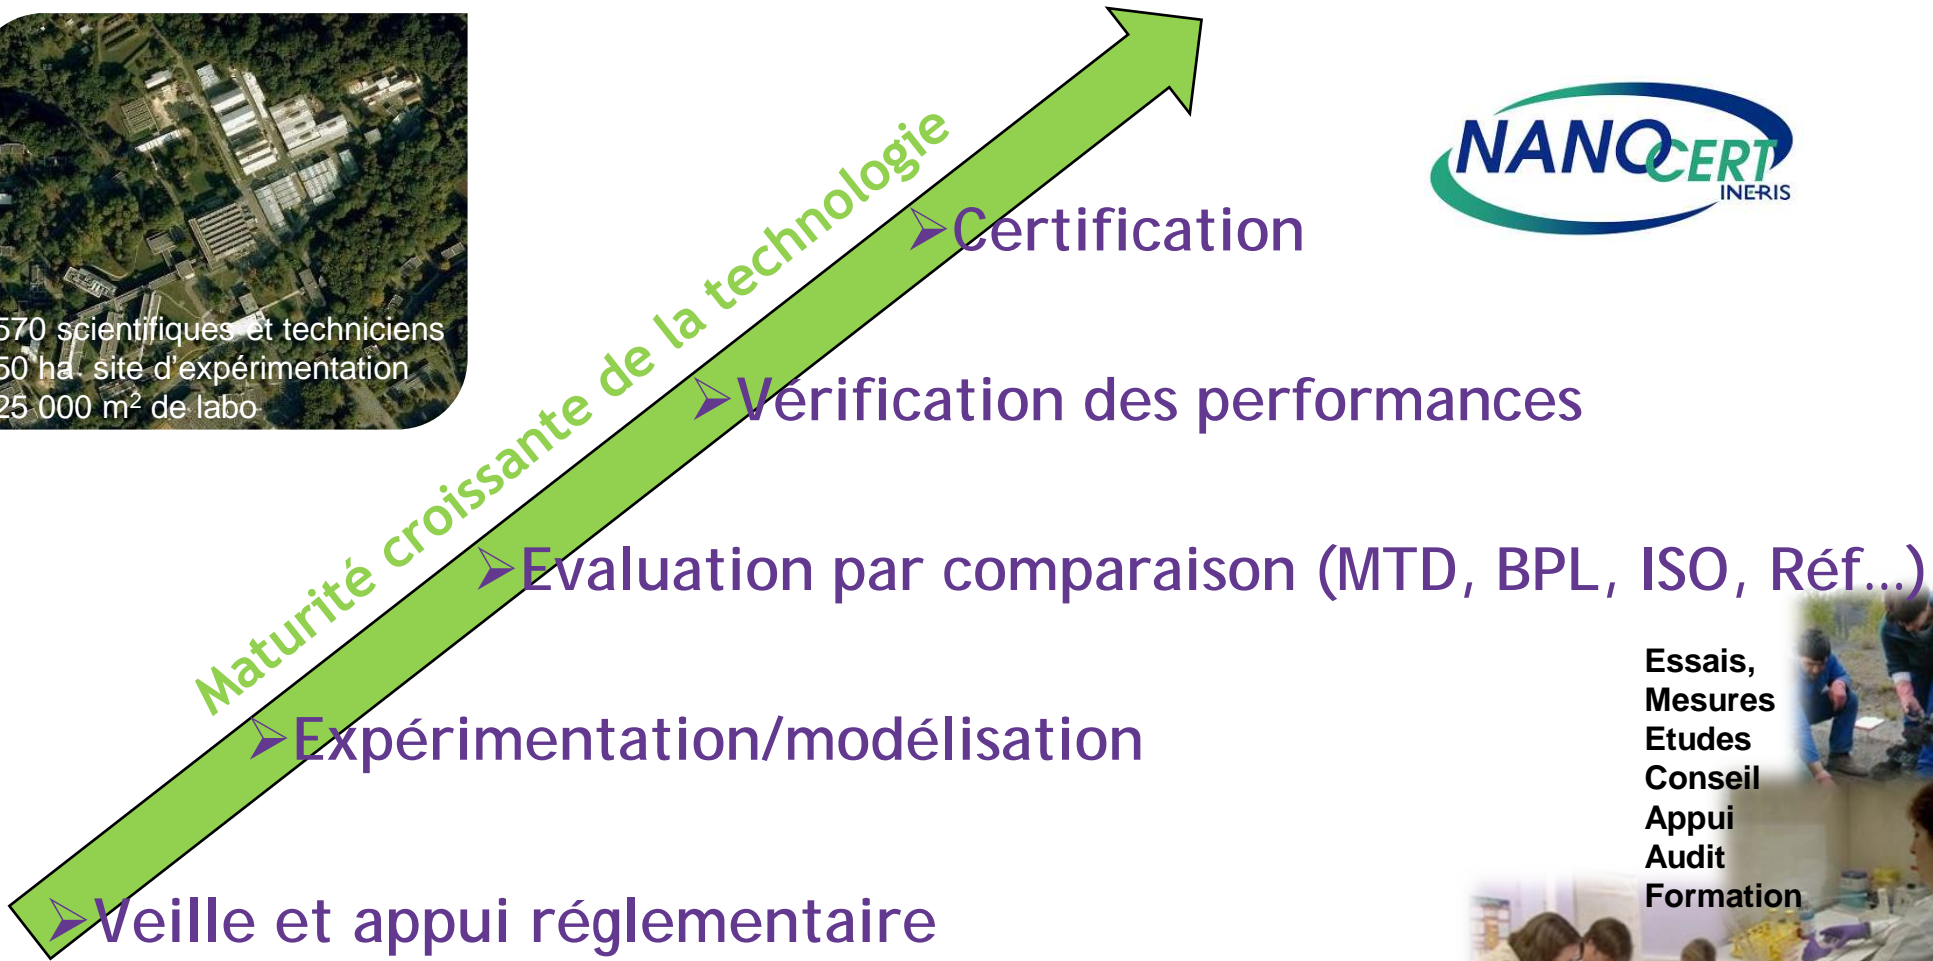 NANOCERT
INERIS
Maturité croissante de la technologie
➢Certification
570 scientifiques et techniciens
50 ha site d'expérimentation
25 000 m² de labo
➢Vérification des performances
➢Evaluation par comparaison (MTD, BPL, ISO, Réf...)
Essais,
Mesures
Etudes
Conseil
Appui
Audit
Formation
➢Expérimentation/modélisation
➢Veille et appui réglementaire